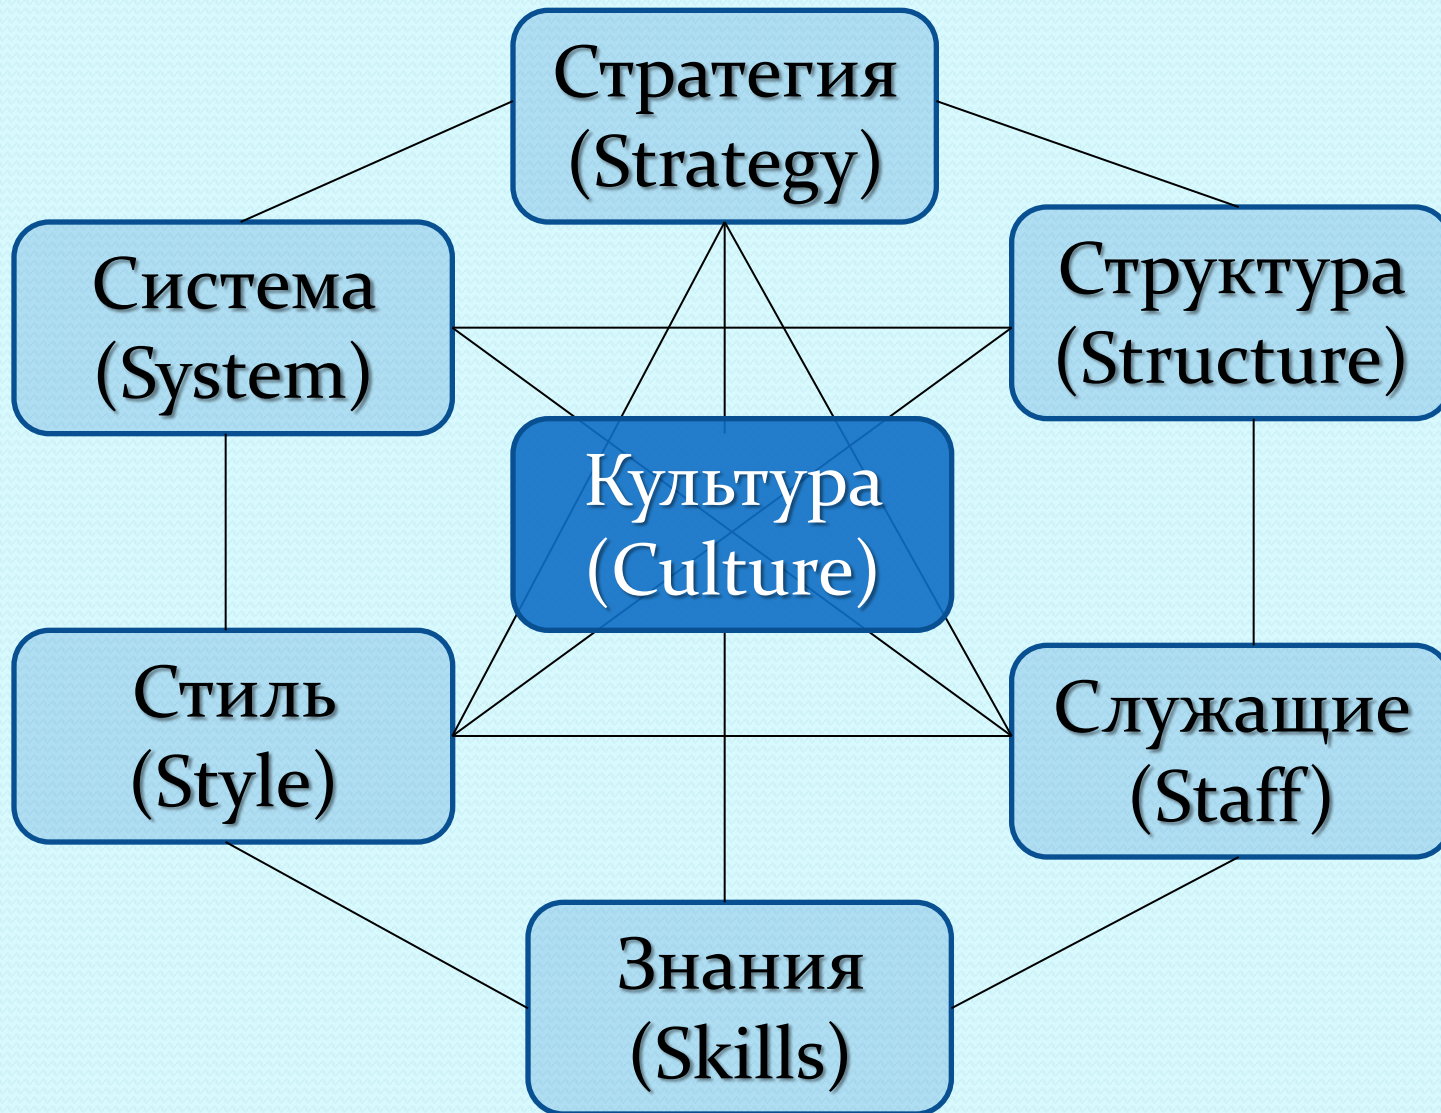 Стратегия
(Strategy)
Система
(System)
Структура
(Structure)
Культура
(Culture)
Стиль
(Style)
Служащие
(Staff)
Знания
(Skills)